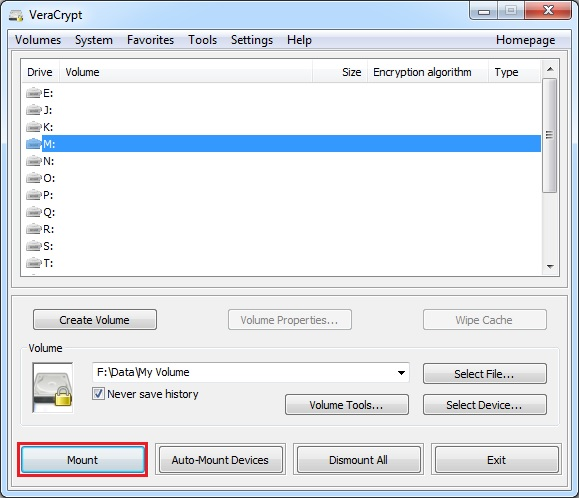 VeraCrypt
Volumes System Favorites Tools Settings Help Homepage
Drive Volume Size Encryption algorithm Type
E:
J:
K:
M:
N:
O:
P:
Q:
R:
S:
T:
Create Volume Volume Properties... Wipe Cache
Volume
F:\Data\My Volume Select File...
Never save history
Volume Tools... Select Device...
Mount Auto-Mount Devices Dismount All Exit